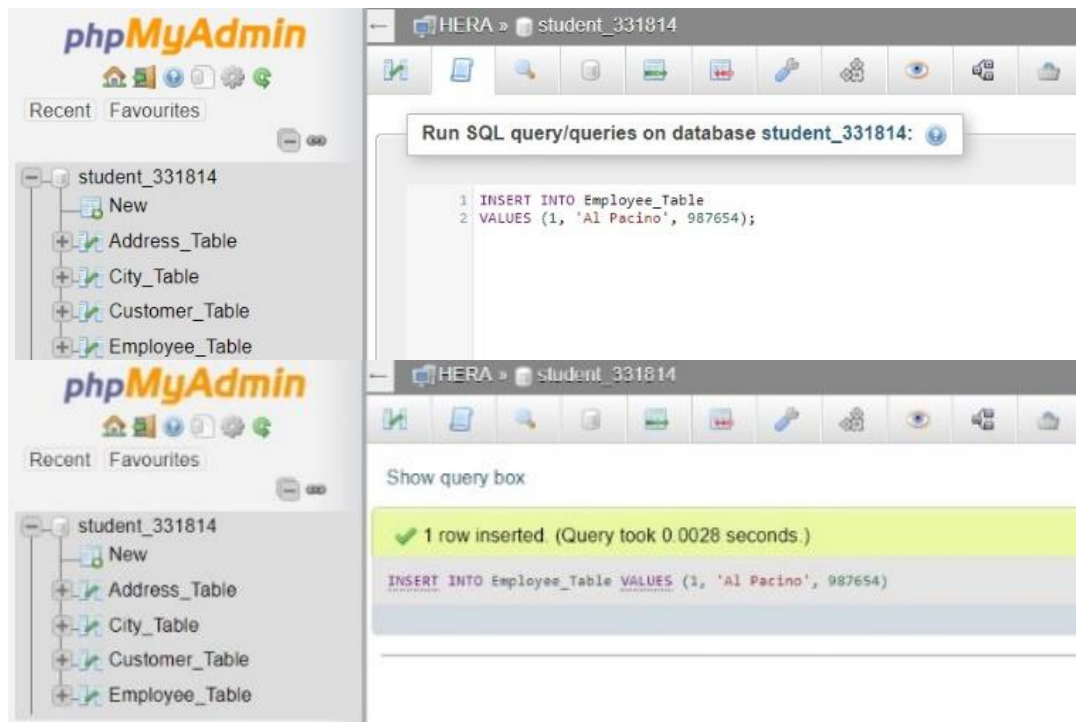 phpMyAdmin
Recent Favourites
student_331814
New
Address_Table
City_Table
Customer_Table
Employee_Table
← HERA » student_331814
Run SQL query/queries on database student_331814:
1 INSERT INTO Employee_Table
2 VALUES (1, 'Al Pacino', 987654);
phpMyAdmin
Recent Favourites
student_331814
New
Address_Table
City_Table
Customer_Table
Employee_Table
HERA » student_331814
Show query box
1 row inserted. (Query took 0.0028 seconds.)
INSERT INTO Employee_Table VALUES (1, 'Al Pacino', 987654)